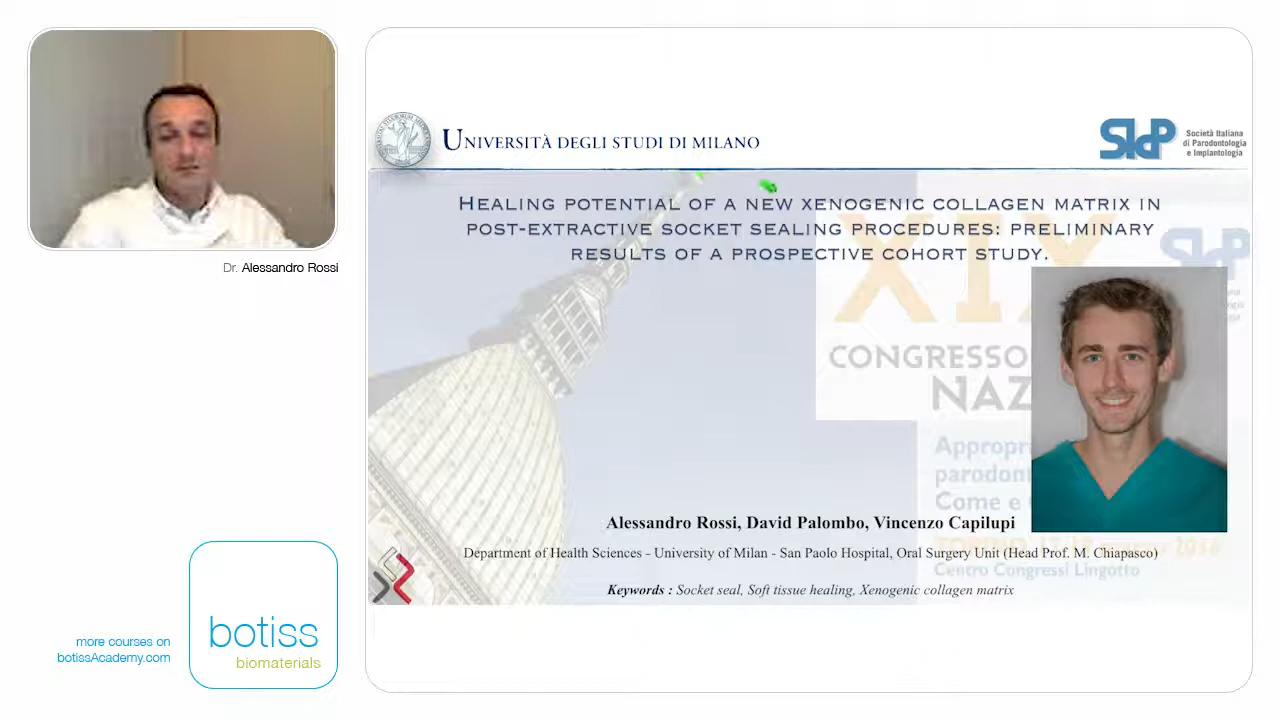 Dr. Alessandro Rossi
more courses on
botissAcademy.com
botiss
biomaterials
UNIVERSITÀ DEGLI STUDI DI MILANO
SIdP
Società Italiana
di Parodontologia
e Implantologia
HEALING POTENTIAL OF A NEW XENOGENIC COLLAGEN MATRIX IN
POST-EXTRACTIVE SOCKET SEALING PROCEDURES: PRELIMINARY
RESULTS OF A PROSPECTIVE COHORT STUDY.
XIX
CONGRESSO
NAZ
Appropr
parodont
Come e
Alessandro Rossi, David Palombo, Vincenzo Capilupi
Department of Health Sciences - University of Milan - San Paolo Hospital, Oral Surgery Unit (Head Prof. M. Chiapasco)
Centro Congressi Lingotto
Keywords : Socket seal, Soft tissue healing, Xenogenic collagen matrix